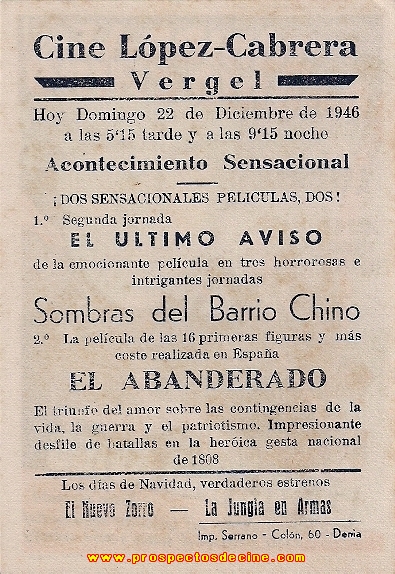 Cine López-Cabrera
Vergel
Hoy Domingo 22 de Diciembre de 1946
a las 5'15 tarde y a las 9'15 noche
Acontecimiento Sensacional
¡DOS SENSACIONALES PELICULAS, DOS!
1.º Segunda jornada
EL ULTIMO AVISO
de la emocionante película en tres horrorosas e
intrigantes jornadas
Sombras del Barrio Chino
2.º La película de las 16 primeras figuras y más
coste realizada en España
EL ABANDERADO
El triunfo del amor sobre las contingencias de la
vida, la guerra y el patriotismo. Impresionante
desfile de batallas en la heróica gesta nacional
de 1808
Los días de Navidad, verdaderos estrenos
El Nuevo Zorro — La Jungla en Armas
Imp. Serrano - Colón, 60 - Denia
www.prospectosdecine.com